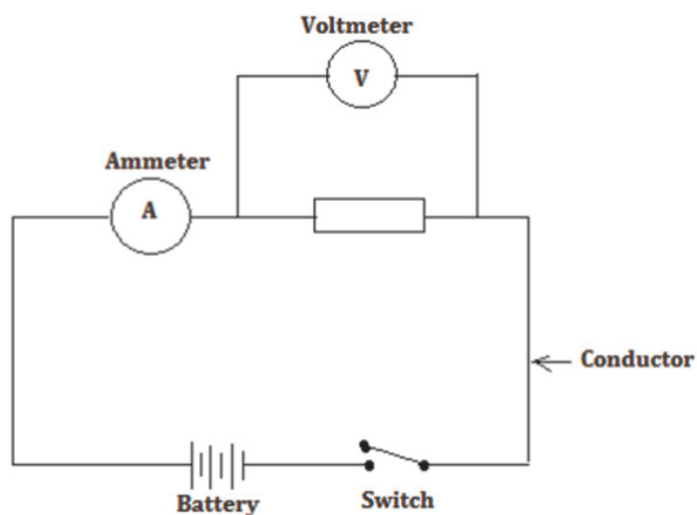 Voltmeter
V
Ammeter
A
Conductor
Battery
Switch